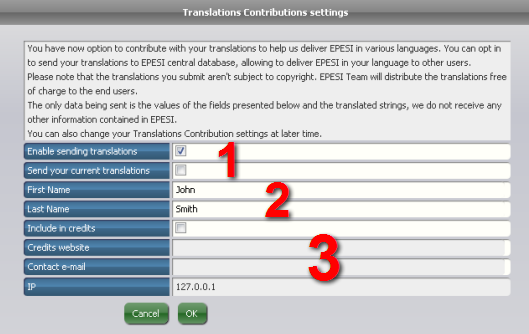 Translations Contributions settings
You have now option to contribute with your translations to help us deliver EPESI in various languages. You can opt in
to send your translations to EPESI central database, allowing to deliver EPESI in your language to other users.
Please note that the translations you submit aren't subject to copyright. EPESI Team will distribute the translations free
of charge to the end users.
The only data being sent is the values of the fields presented below and the translated strings, we do not receive any
other information contained in EPESI.
You can also change your Translations Contribution settings at later time.
Enable sending translations 1
Send your current translations
First Name John 2
Last Name Smith
Include in credits
Credits website 3
Contact e-mail
IP 127.0.0.1
Cancel OK